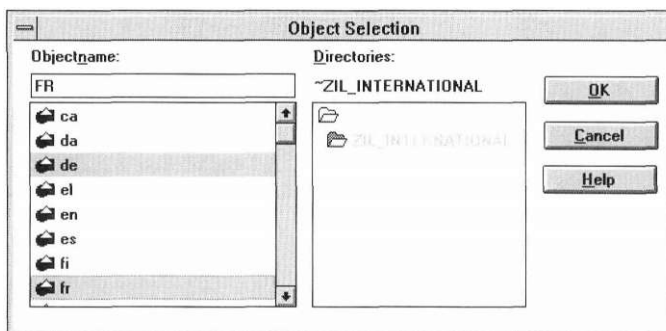 Object Selection
Objectname:
FR
ca
da
de
el
en
es
fi
fr
Directories:
~ZIL_INTERNATIONAL
ZIL_INTERNATIONAL
OK
Cancel
Help